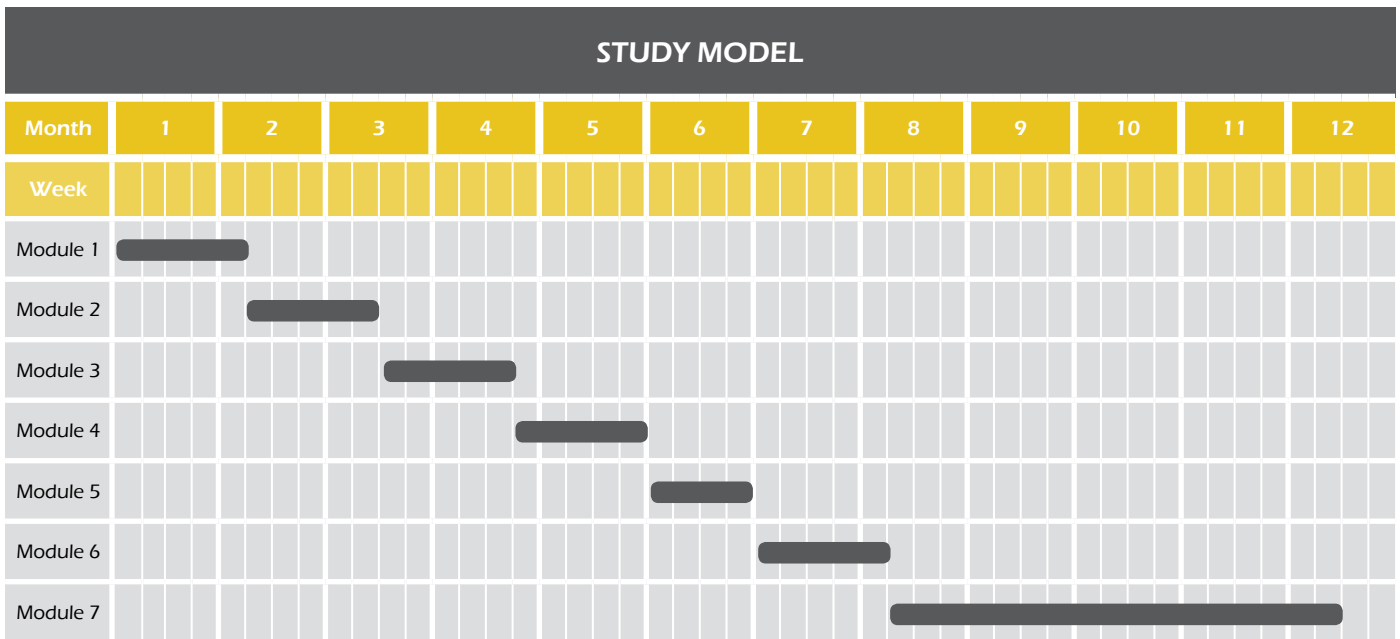 STUDY MODEL
Month 1 2 3 4 5 6 7 8 9 10 11 12
Week
Module 1
Module 2
Module 3
Module 4
Module 5
Module 6
Module 7